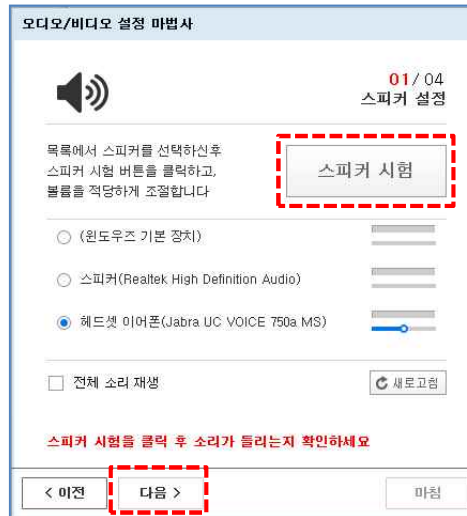 오디오/비디오 설정 마법사
01 / 04
스피커 설정
목록에서 스피커를 선택하신후
스피커 시험 버튼을 클릭하고,
볼륨을 적당하게 조절합니다
스피커 시험
(윈도우즈 기본 장치)
스피커(Realtek High Definition Audio)
헤드셋 이어폰(Jabra UC VOICE 750a MS)
전체 소리 재생
새로고침
스피커 시험을 클릭 후 소리가 들리는지 확인하세요
< 이전
다음 >
마침